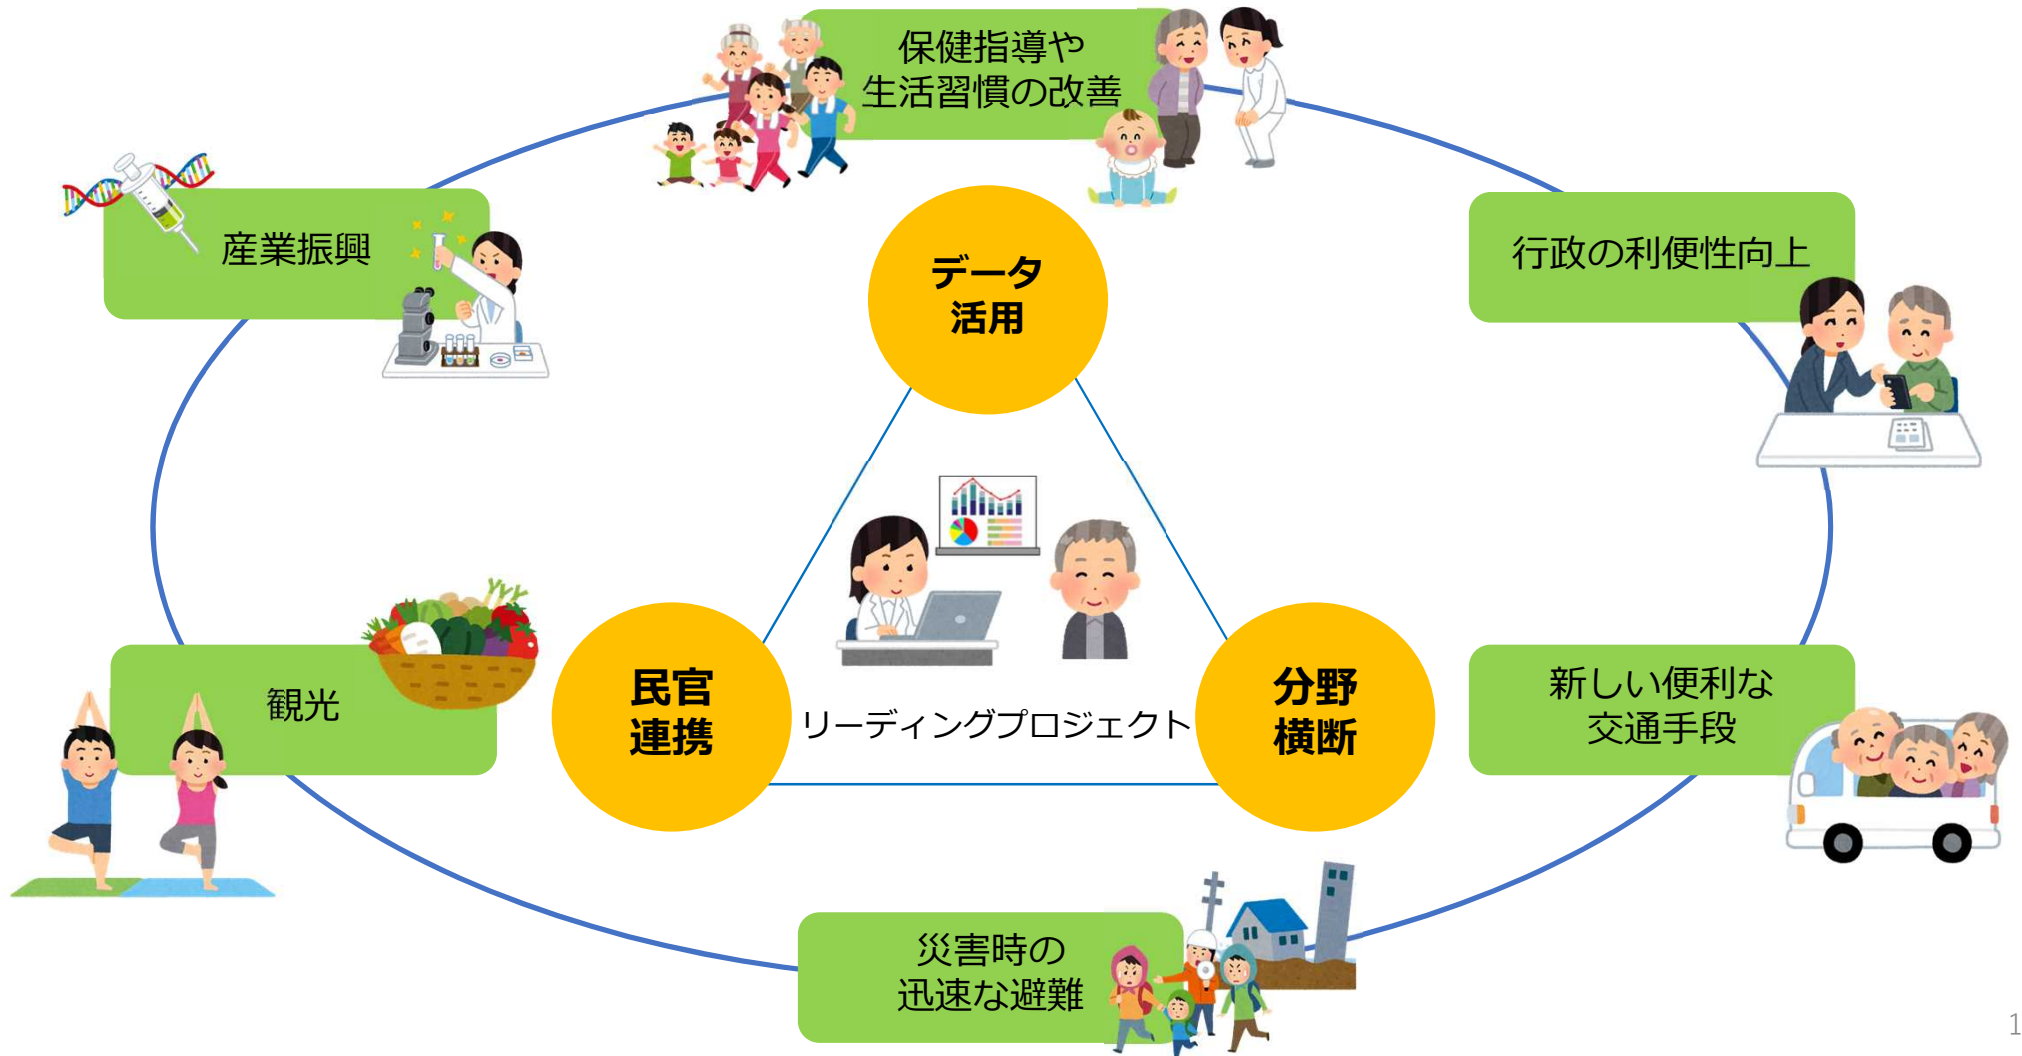 保健指導や
生活習慣の改善
産業振興
行政の利便性向上
データ
活用
観光
民官
連携
リーディングプロジェクト
分野
横断
新しい便利な
交通手段
災害時の
迅速な避難
1